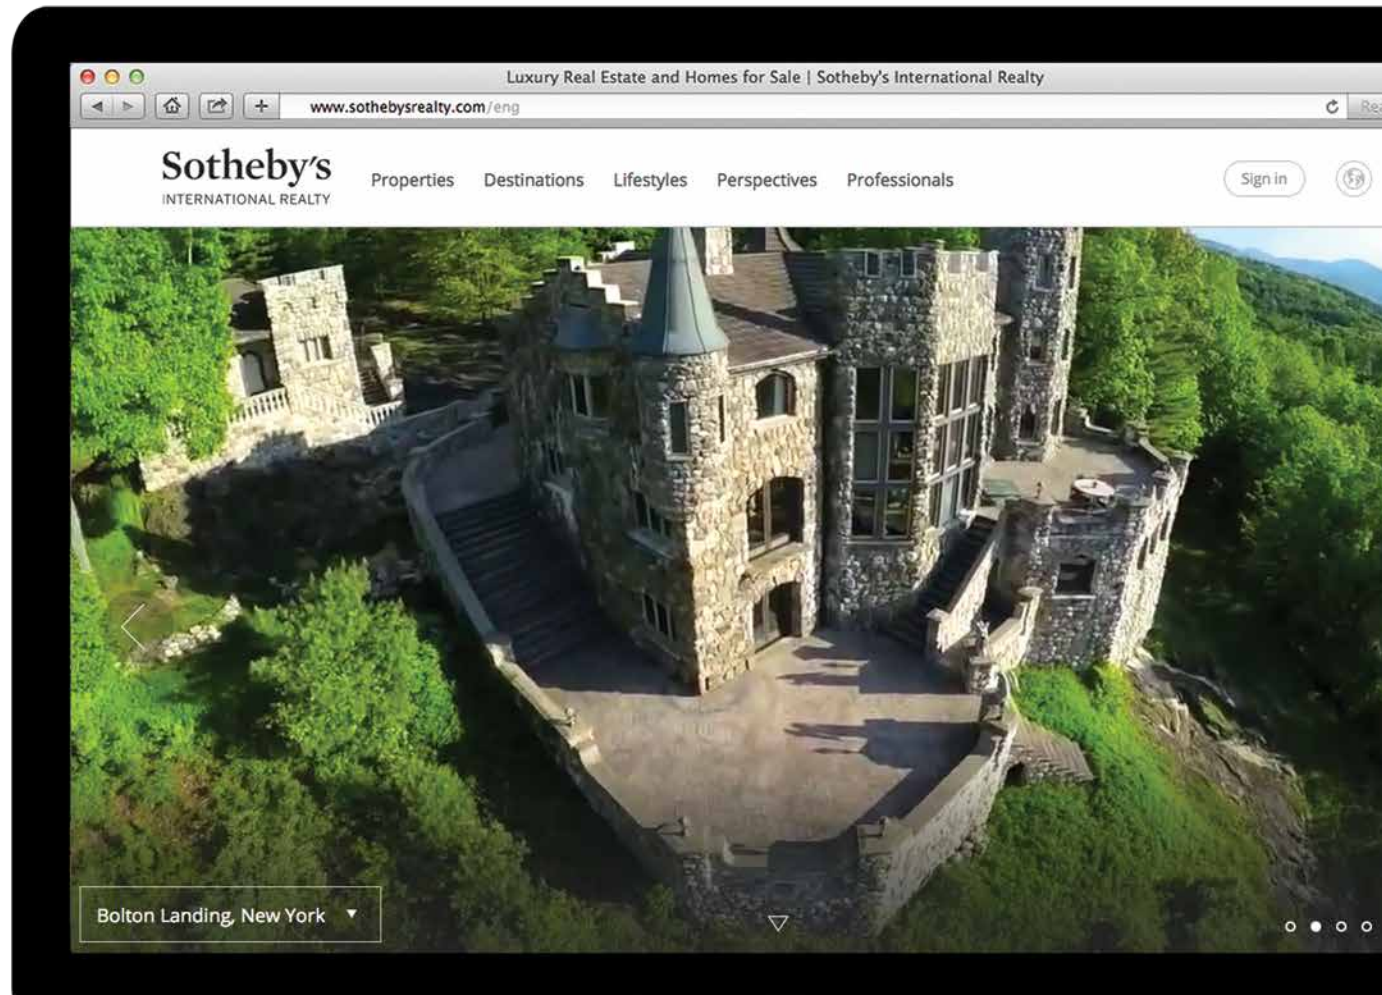 Luxury Real Estate and Homes for Sale | Sotheby's International Realty
www.sothebysrealty.com/eng
Sotheby's
INTERNATIONAL REALTY
Properties Destinations Lifestyles Perspectives Professionals
Sign in
Bolton Landing, New York